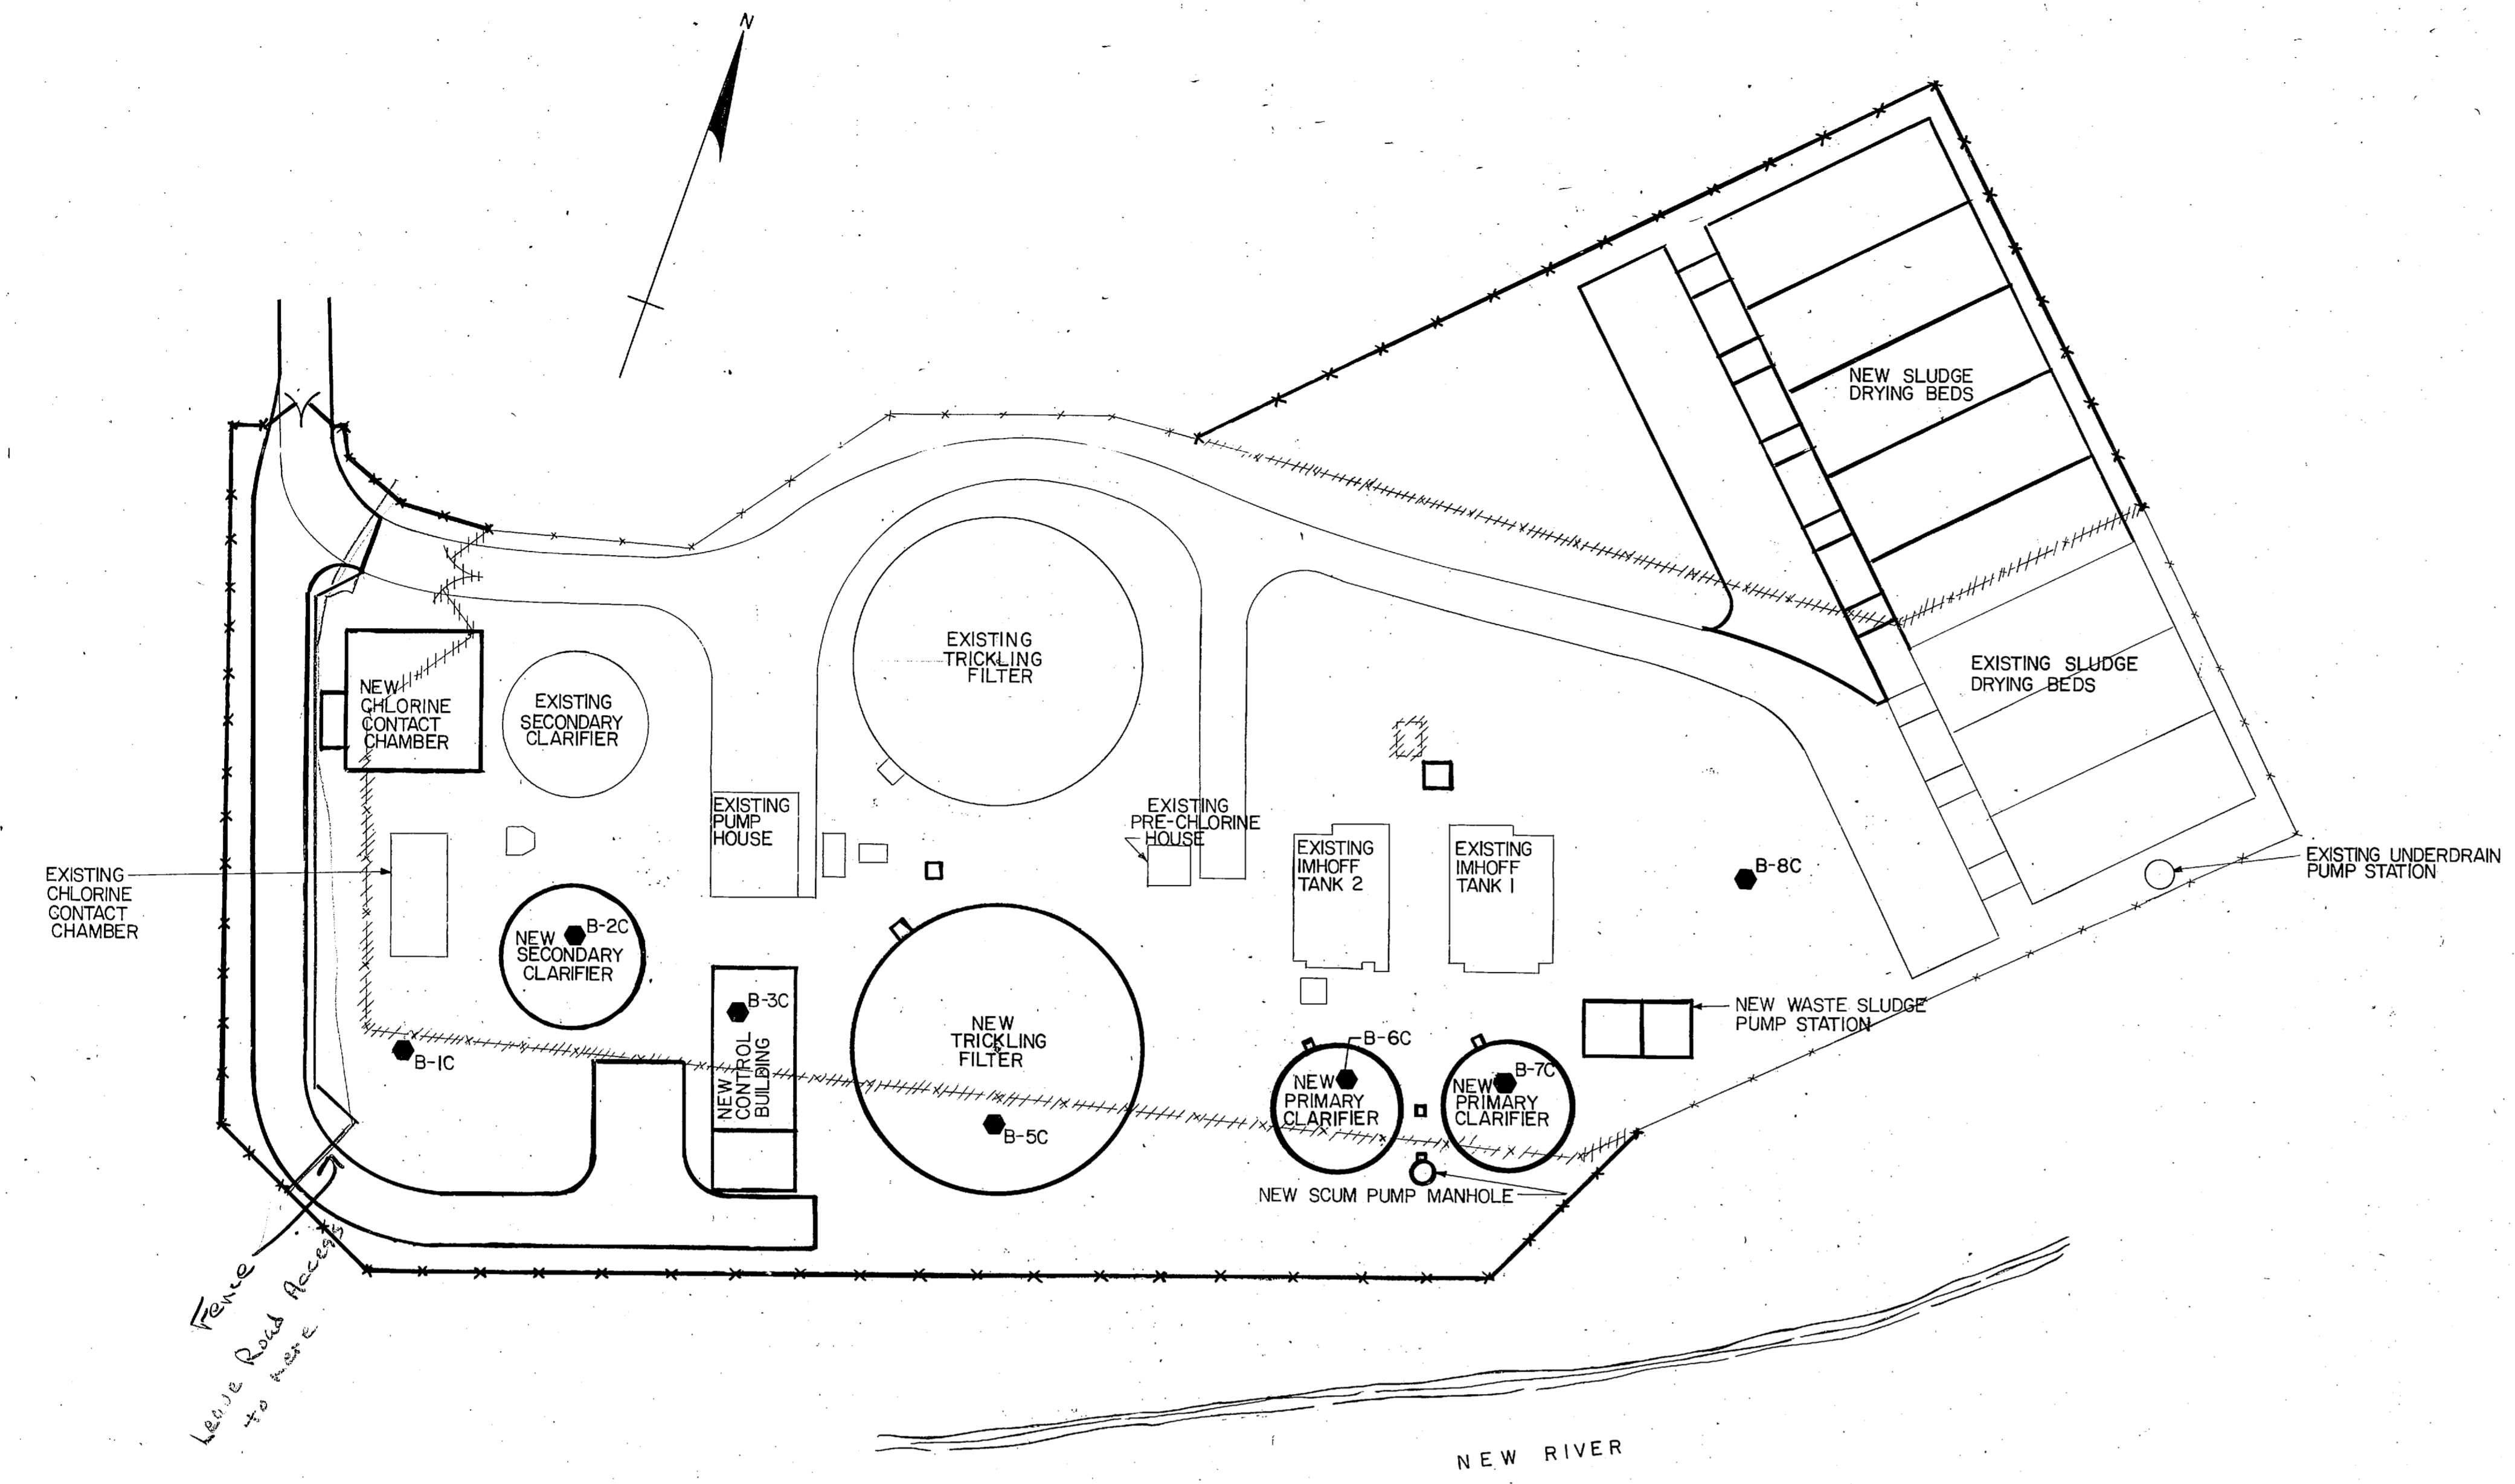 N
NEW SLUDGE
DRYING BEDS
EXISTING
TRICKLING
FILTER
EXISTING SLUDGE
DRYING BEDS
NEW
CHLORINE
CONTACT
CHAMBER
EXISTING
SECONDARY
CLARIFIER
EXISTING
PUMP
HOUSE
EXISTING
PRE-CHLORINE
HOUSE
EXISTING
IMHOFF
TANK 2
EXISTING
IMHOFF
TANK 1
B-8C
EXISTING UNDERDRAIN
PUMP STATION
EXISTING
CHLORINE
CONTACT
CHAMBER
B-2C
NEW
SECONDARY
CLARIFIER
B-3C
NEW
CONTROL
BUILDING
NEW
TRICKLING
FILTER
B-5C
B-1C
B-6C
NEW
PRIMARY
CLARIFIER
B-7C
NEW
PRIMARY
CLARIFIER
NEW WASTE SLUDGE
PUMP STATION
NEW SCUM PUMP MANHOLE
Fence
Leave Road Access
to here
NEW RIVER